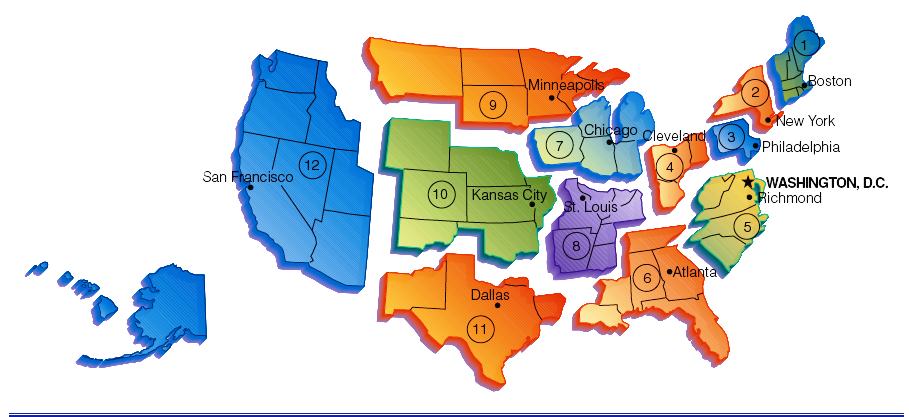 1
Boston
2
New York
Minneapolis
9
Chicago
Cleveland
7
3
Philadelphia
4
12
San Francisco
10
Kansas City
St. Louis
WASHINGTON, D.C.
Richmond
5
8
6
Atlanta
Dallas
11